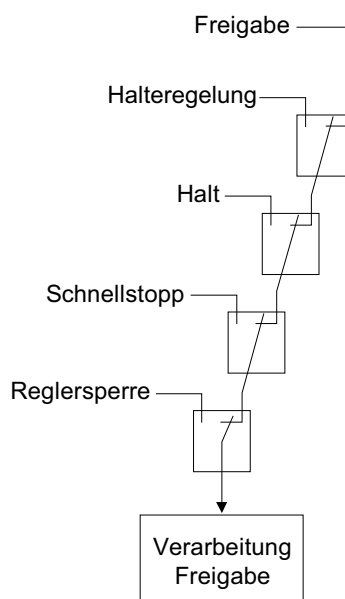 Freigabe
Halteregelung
Halt
Schnellstopp
Reglersperre
Verarbeitung
Freigabe